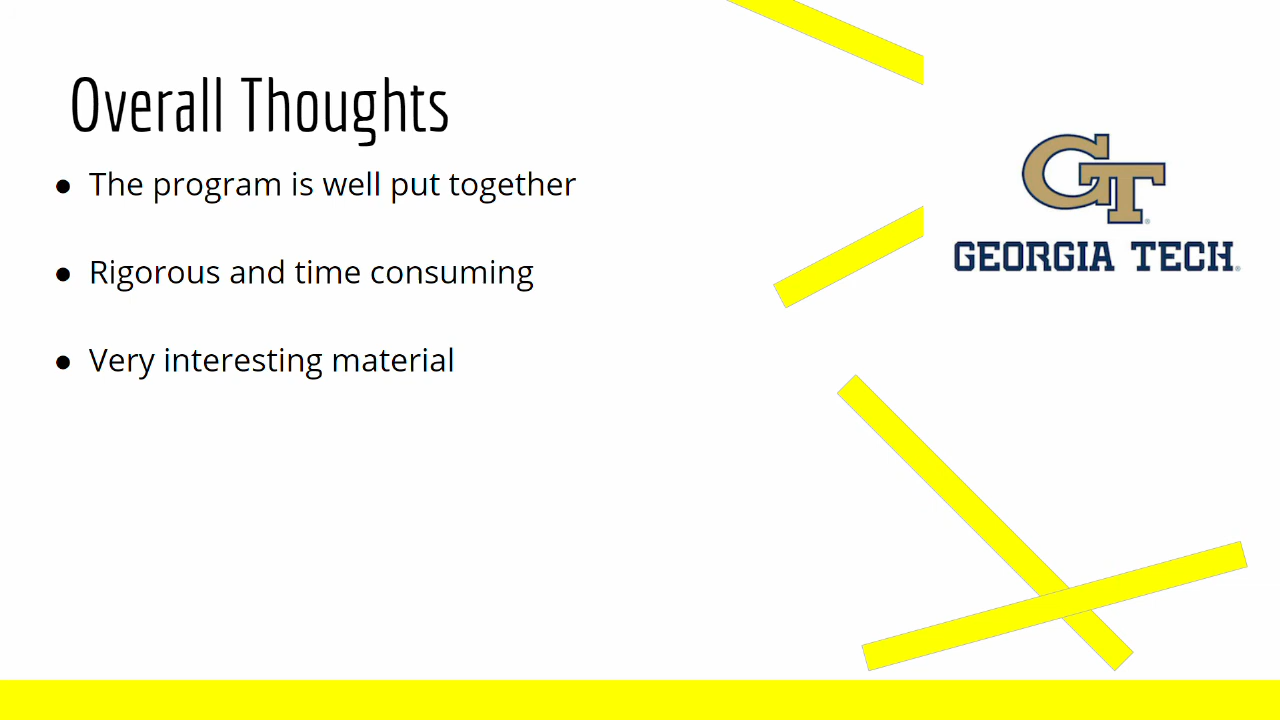 Overall Thoughts
● The program is well put together
● Rigorous and time consuming
● Very interesting material
GT
GEORGIA TECH®